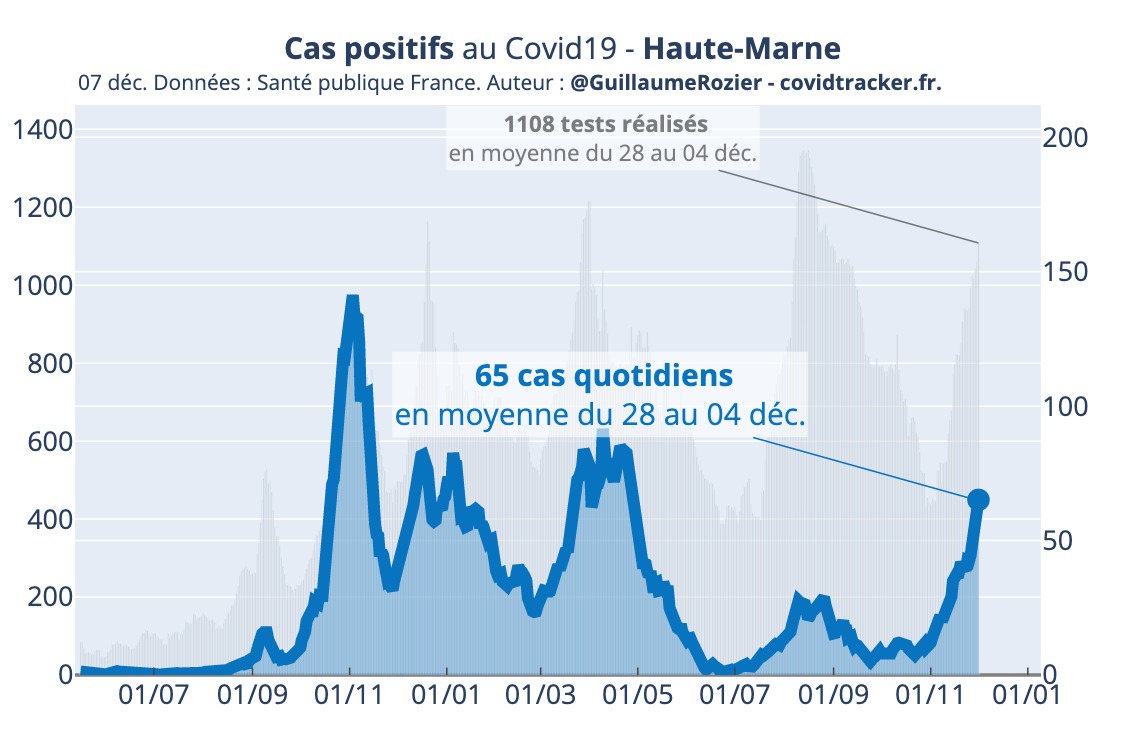 Cas positifs au Covid19 - Haute-Marne
07 déc. Données : Santé publique France. Auteur : @GuillaumeRozier - covidtracker.fr.
1108 tests réalisés
en moyenne du 28 au 04 déc.
65 cas quotidiens
en moyenne du 28 au 04 déc.
1400
1200
1000
800
600
400
200
0
200
150
100
50
0
01/07 01/09 01/11 01/01 01/03 01/05 01/07 01/09 01/11 01/01